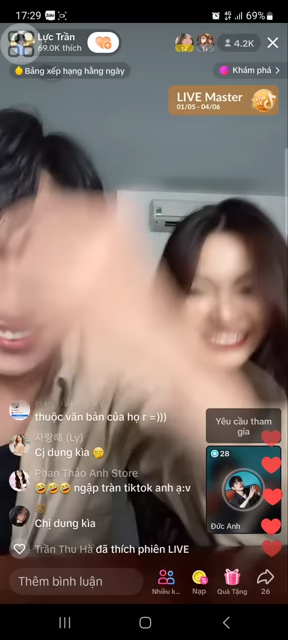 17:29
69%
Lực Trần
69.0K thích
4.2K
Bảng xếp hạng hằng ngày
Khám phá
LIVE Master
01/05 - 04/06
thuộc văn bản của họ r =)))
사랑해 (Ly)
Cj dung kìa
Phan Thảo Anh Store
🤣🤣🤣 ngập tràn tiktok anh ạ:v
Chị dung kìa
Trần Thu Hà đã thích phiên LIVE
Yêu cầu tham
gia
28
Đức Anh
Thêm bình luận
Nhiều k...
Nạp
Quà Tặng
26